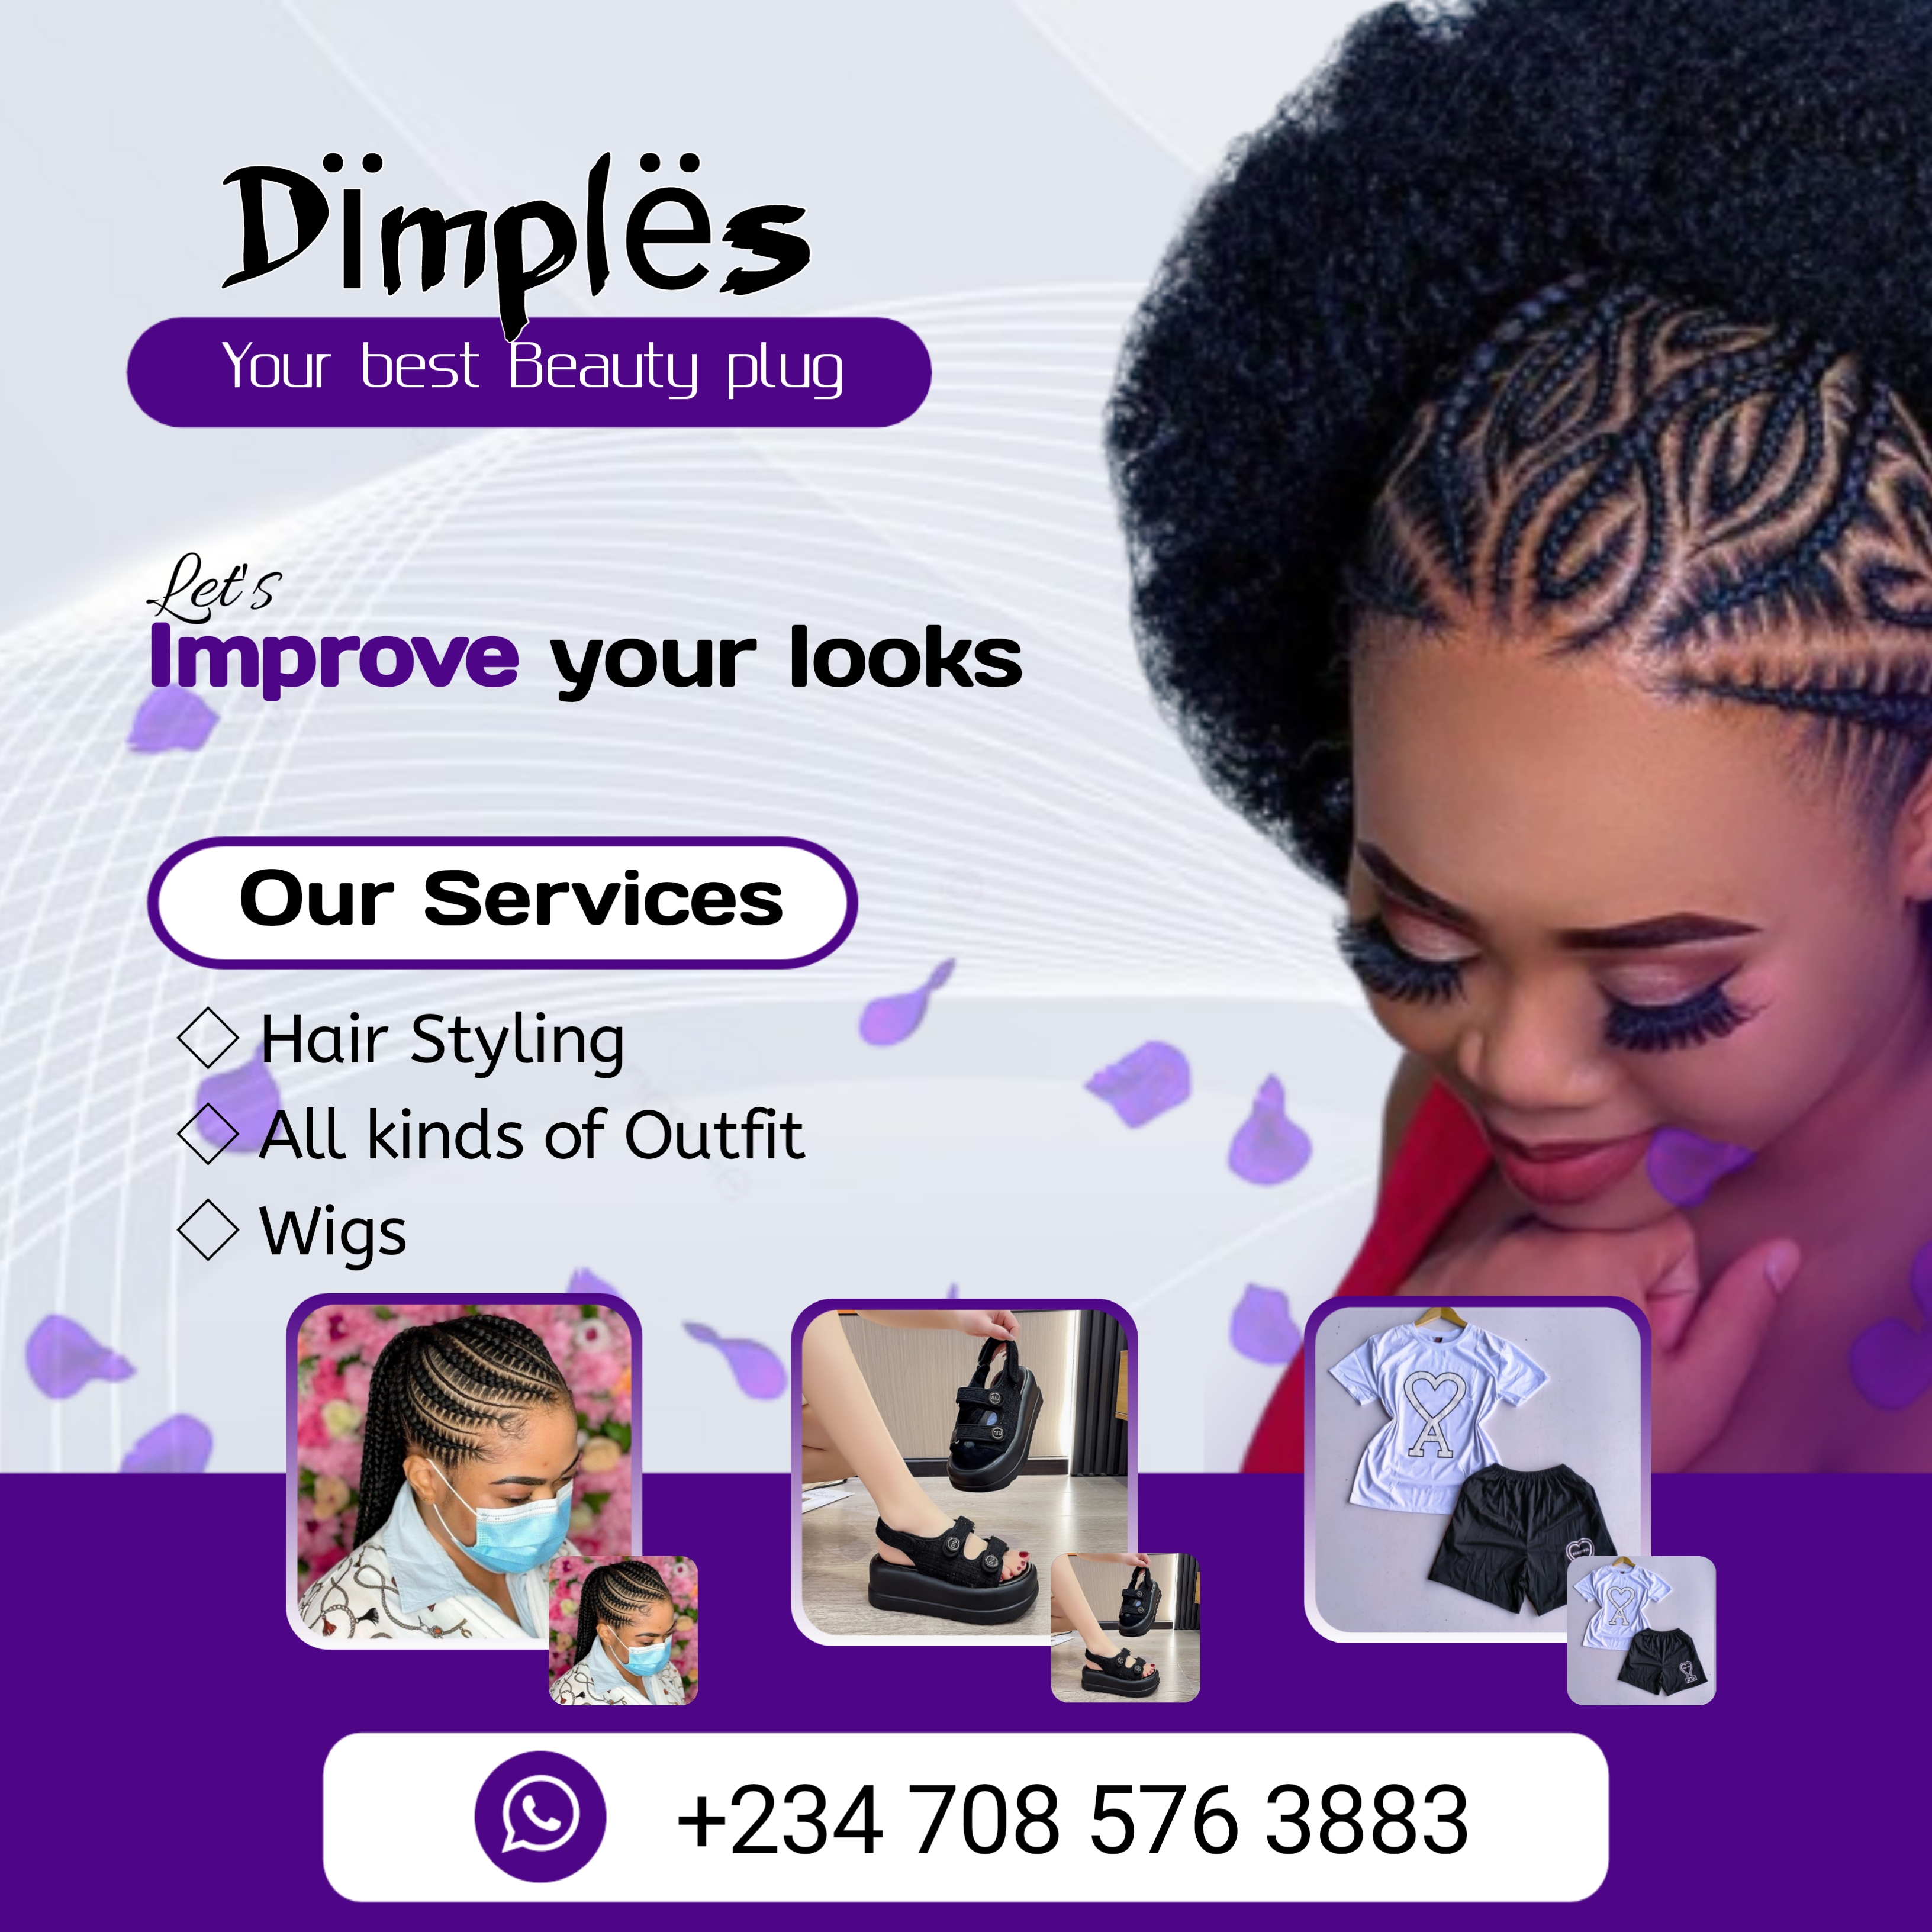 Dïmplës
Your best Beauty plug
Let's
Improve your looks
Our Services
Hair Styling
All kinds of Outfit
Wigs
A
A
+234 708 576 3883